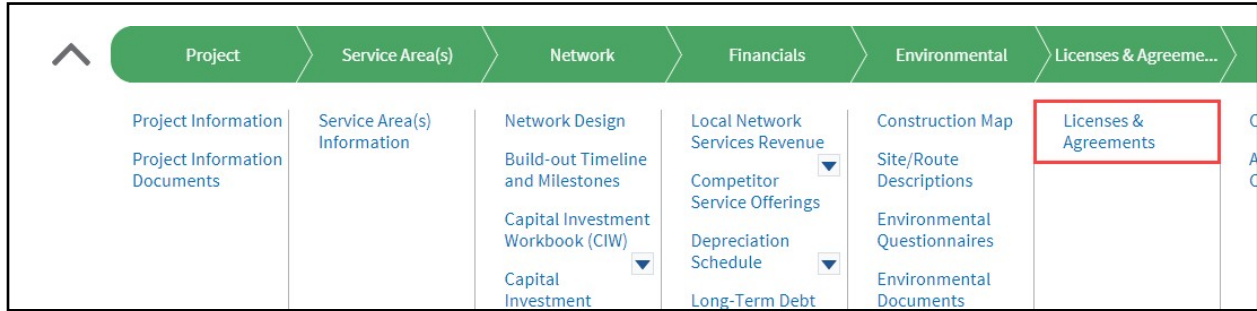 Project
Service Area(s)
Network
Financials
Environmental
Licenses & Agreeme...
Project Information
Project Information
Documents
Service Area(s)
Information
Network Design
Build-out Timeline
and Milestones
Capital Investment
Workbook (CIW)
Capital
Investment
Local Network
Services Revenue
Competitor
Service Offerings
Depreciation
Schedule
Long-Term Debt
Construction Map
Site/Route
Descriptions
Environmental
Questionnaires
Environmental
Documents
Licenses &
Agreements